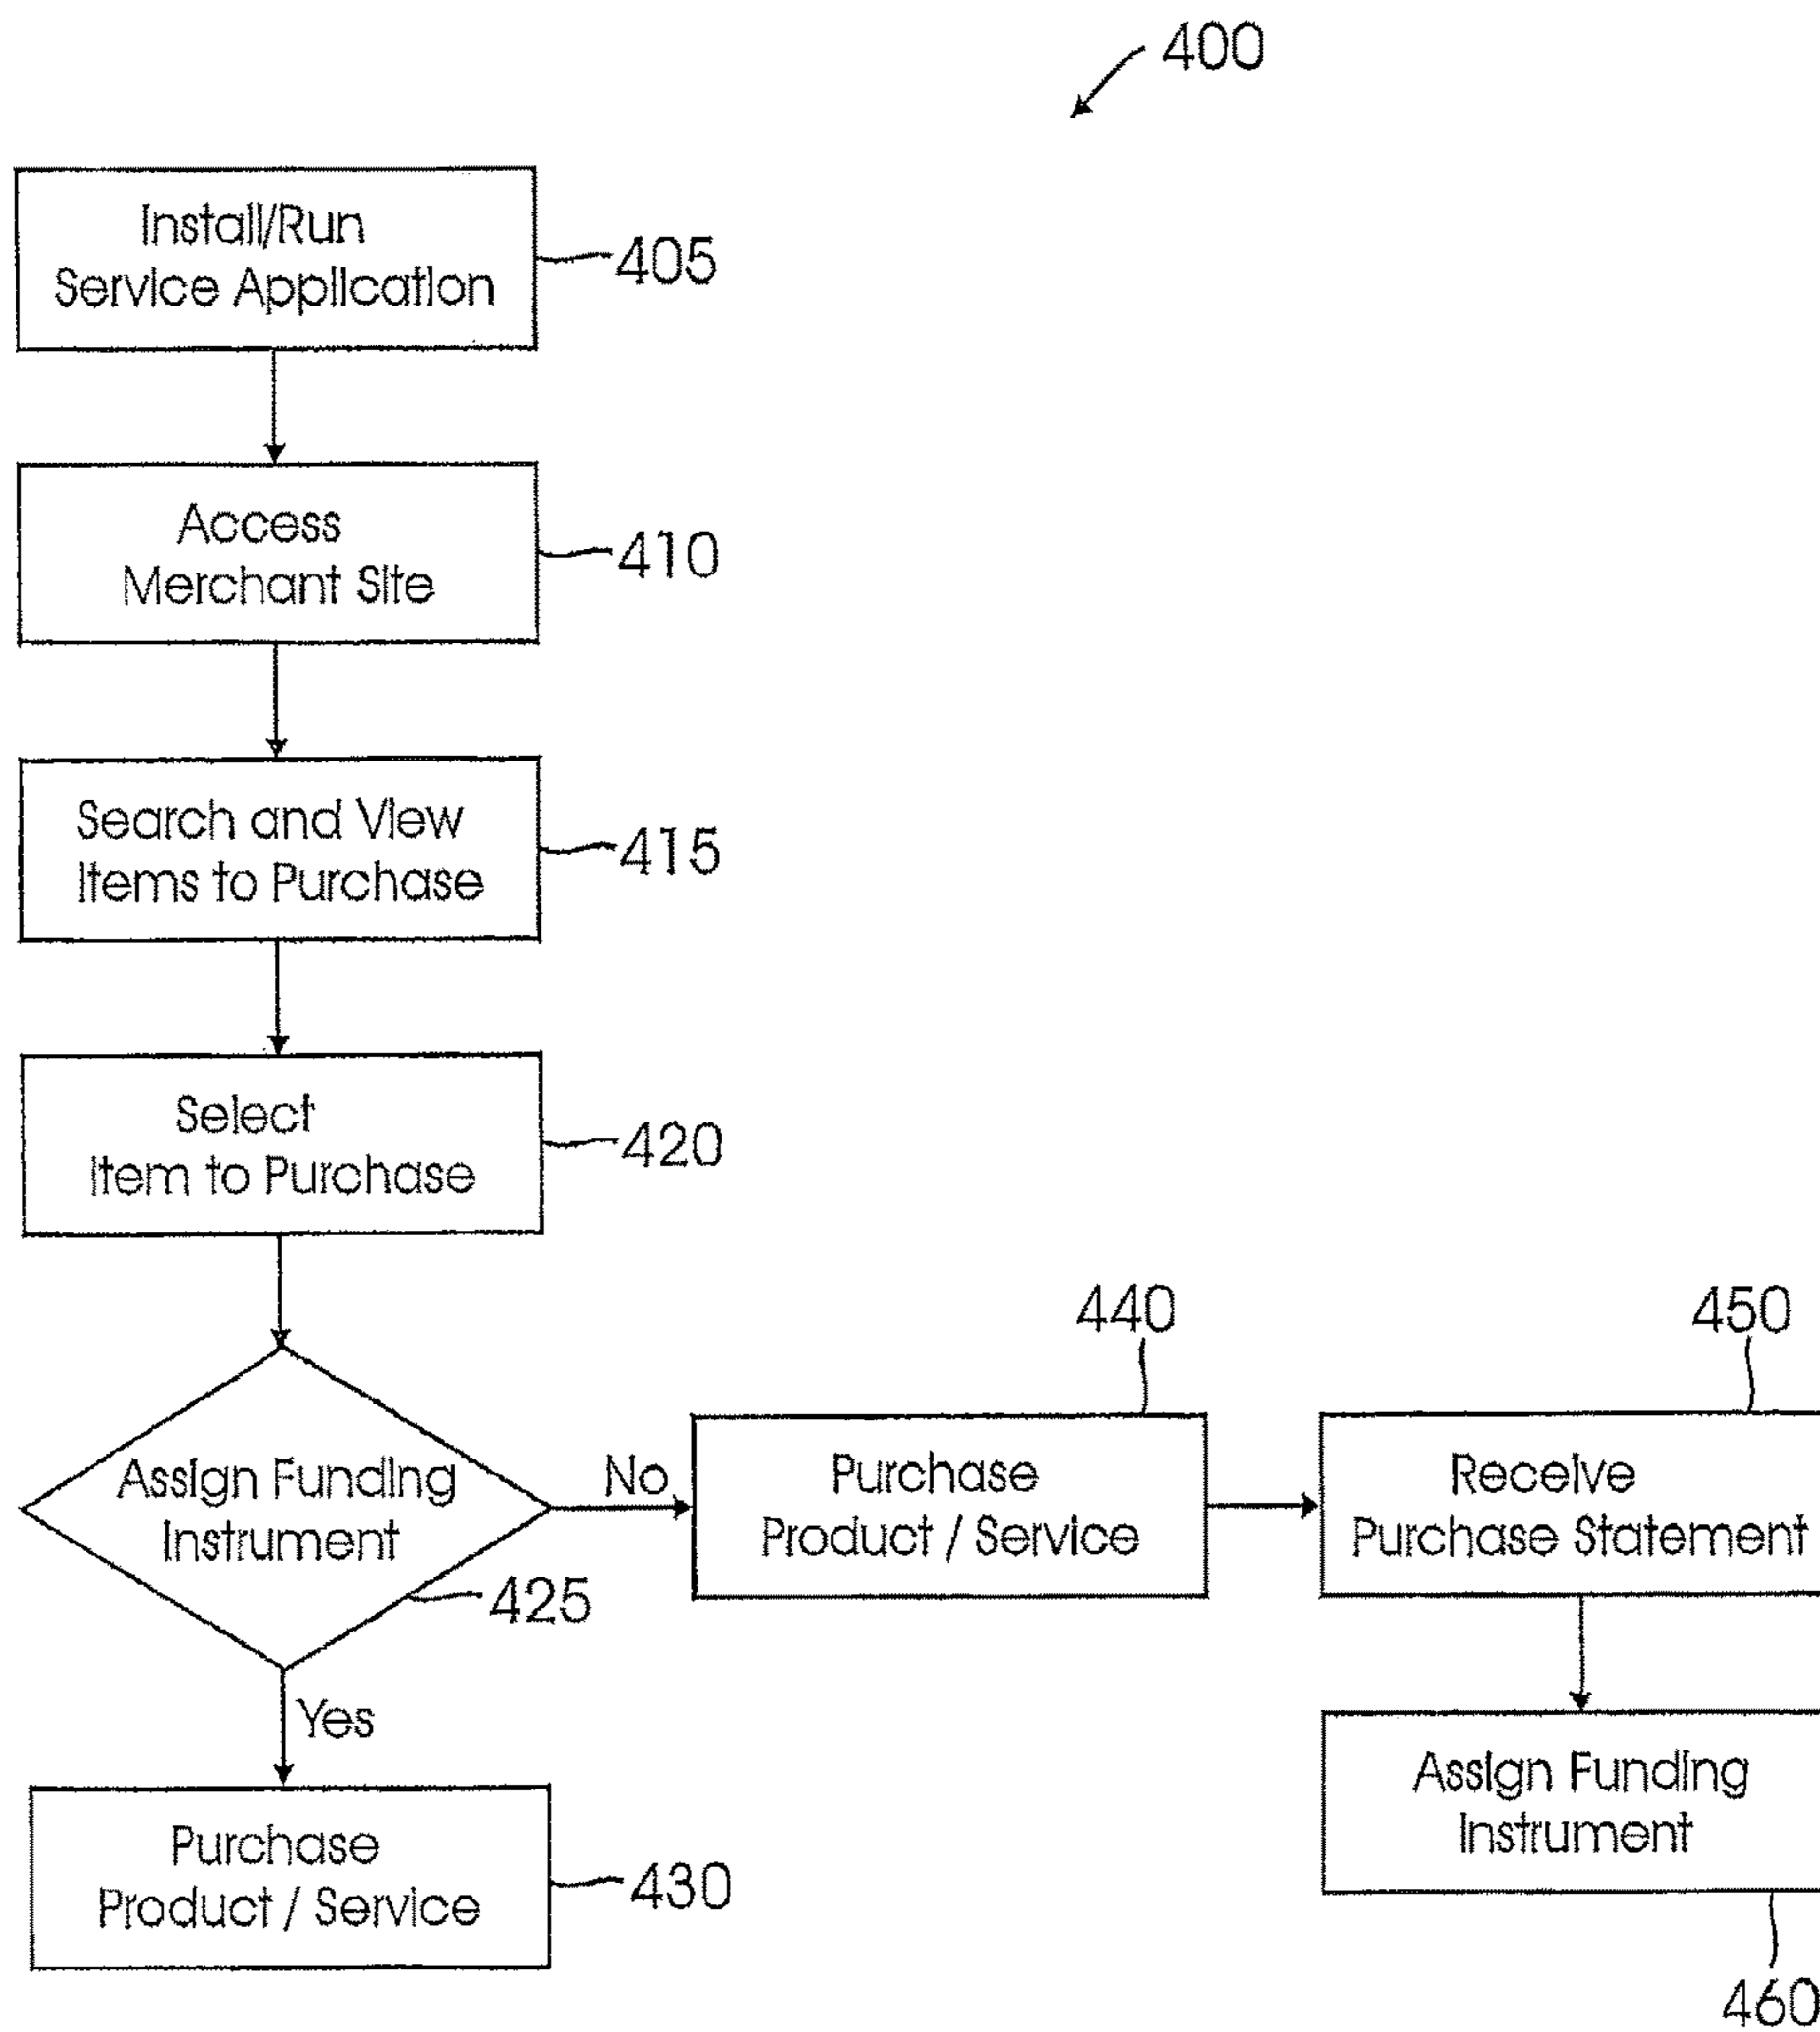 400
Install/Run
Service Application
405
Access
Merchant Site
410
Search and View
Items to Purchase
415
Select
Item to Purchase
420
Assign Funding
Instrument
425
No
Yes
Purchase
Product / Service
430
440
Purchase
Product / Service
450
Receive
Purchase Statement
Assign Funding
Instrument
460